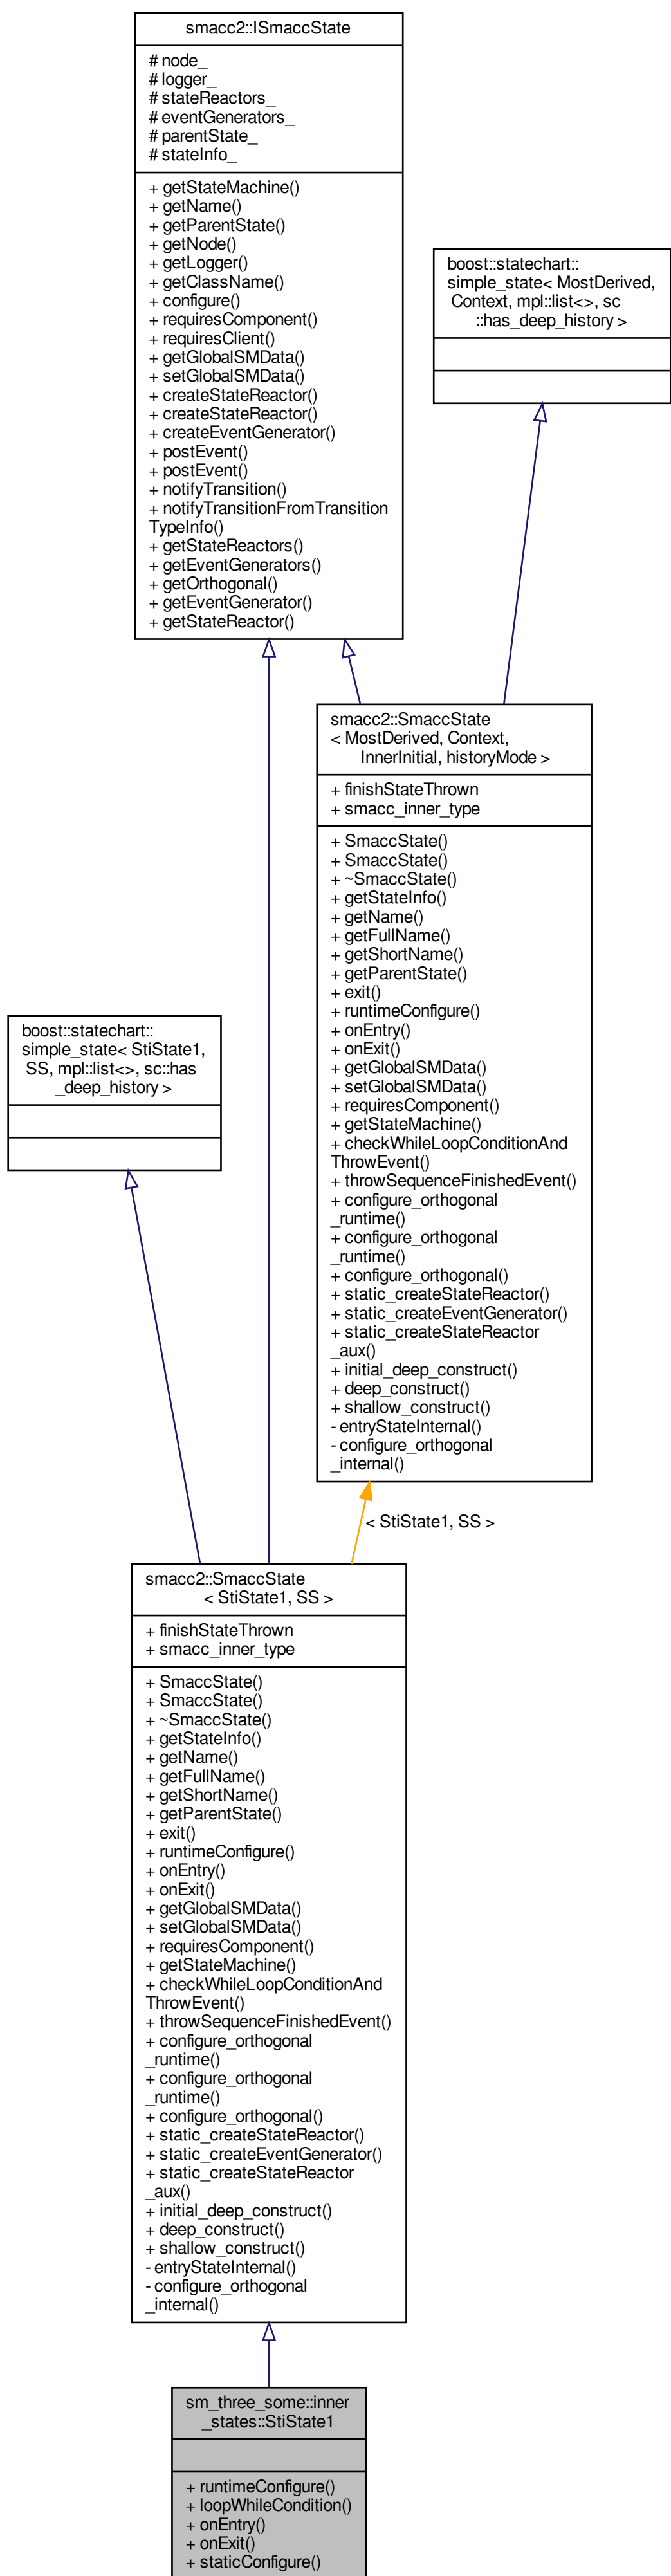 smacc2::ISmaccState
# node_
# logger_
# stateReactors_
# eventGenerators_
# parentState_
# stateInfo_
+ getStateMachine()
+ getName()
+ getParentState()
+ getNode()
+ getLogger()
+ getClassName()
+ configure()
+ requiresComponent()
+ requiresClient()
+ getGlobalSMData()
+ setGlobalSMData()
+ createStateReactor()
+ createStateReactor()
+ createEventGenerator()
+ postEvent()
+ postEvent()
+ notifyTransition()
+ notifyTransitionFromTransition
TypeInfo()
+ getStateReactors()
+ getEventGenerators()
+ getOrthogonal()
+ getEventGenerator()
+ getStateReactor()
boost::statechart::
simple_state< MostDerived,
Context, mpl::list<>, sc
::has_deep_history >
smacc2::SmaccState
< MostDerived, Context,
InnerInitial, historyMode >
+ finishStateThrown
+ smacc_inner_type
+ SmaccState()
+ SmaccState()
+ ~SmaccState()
+ getStateInfo()
+ getName()
+ getFullName()
+ getShortName()
+ getParentState()
+ exit()
+ runtimeConfigure()
+ onEntry()
+ onExit()
+ getGlobalSMData()
+ setGlobalSMData()
+ requiresComponent()
+ getStateMachine()
+ checkWhileLoopConditionAnd
ThrowEvent()
+ throwSequenceFinishedEvent()
+ configure_orthogonal
_runtime()
+ configure_orthogonal
_runtime()
+ configure_orthogonal()
+ static_createStateReactor()
+ static_createEventGenerator()
+ static_createStateReactor
_aux()
+ initial_deep_construct()
+ deep_construct()
+ shallow_construct()
- entryStateInternal()
- configure_orthogonal
_internal()
boost::statechart::
simple_state< StiState1,
SS, mpl::list<>, sc::has
_deep_history >
< StiState1, SS >
smacc2::SmaccState
< StiState1, SS >
+ finishStateThrown
+ smacc_inner_type
+ SmaccState()
+ SmaccState()
+ ~SmaccState()
+ getStateInfo()
+ getName()
+ getFullName()
+ getShortName()
+ getParentState()
+ exit()
+ runtimeConfigure()
+ onEntry()
+ onExit()
+ getGlobalSMData()
+ setGlobalSMData()
+ requiresComponent()
+ getStateMachine()
+ checkWhileLoopConditionAnd
ThrowEvent()
+ throwSequenceFinishedEvent()
+ configure_orthogonal
_runtime()
+ configure_orthogonal
_runtime()
+ configure_orthogonal()
+ static_createStateReactor()
+ static_createEventGenerator()
+ static_createStateReactor
_aux()
+ initial_deep_construct()
+ deep_construct()
+ shallow_construct()
- entryStateInternal()
- configure_orthogonal
_internal()
sm_three_some::inner
_states::StiState1
+ runtimeConfigure()
+ loopWhileCondition()
+ onEntry()
+ onExit()
+ staticConfigure()